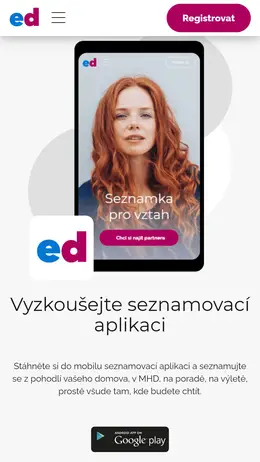 ed
Registrovat
ed
Seznamka
pro vztah
Chci si najít partnera
ed
Vyzkoušejte seznamovací
aplikaci
Stáhněte si do mobilu seznamovací aplikaci a seznamujte
se z pohodlí vašeho domova, v MHD, na poradě, na výletě,
prostě všude tam, kde budete chtít.
ANDROID APP ON
Google play